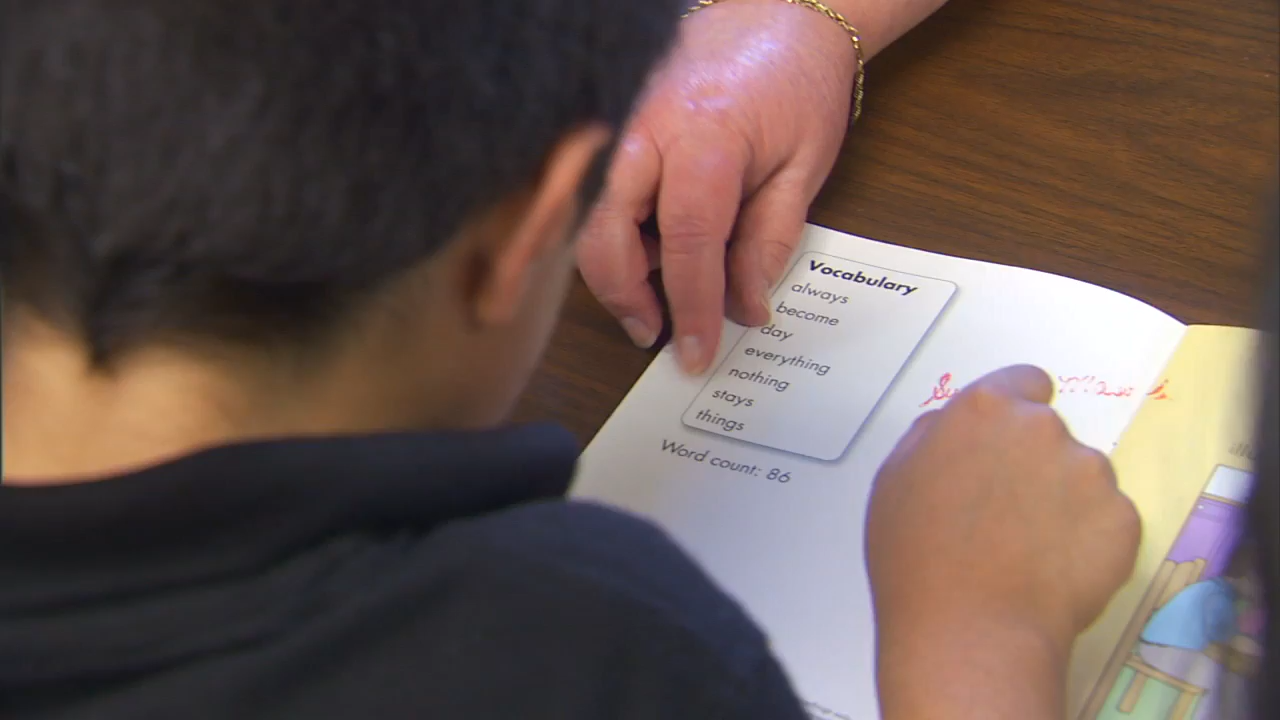 Vocabulary
always
become
day
everything
nothing
stays
things
Word count: 86